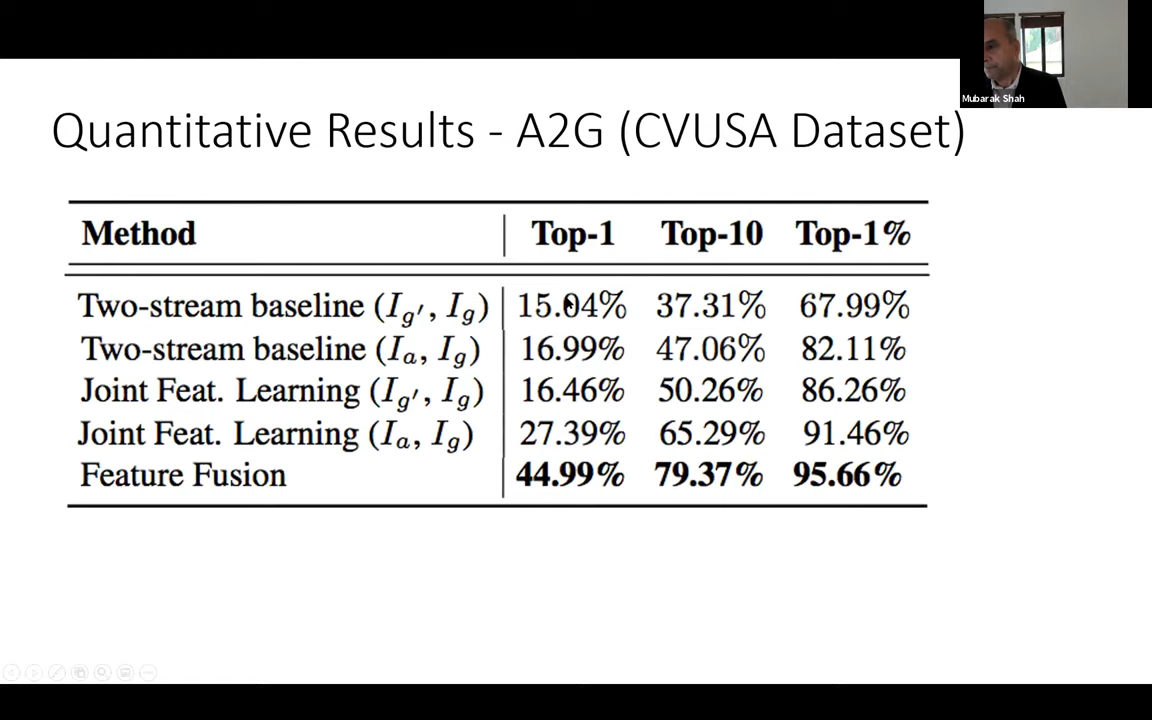 Mubarak Shah
Quantitative Results - A2G (CVUSA Dataset)
Method Top-1 Top-10 Top-1%
Two-stream baseline (I_g′, I_g) 15.04% 37.31% 67.99%
Two-stream baseline (I_a, I_g) 16.99% 47.06% 82.11%
Joint Feat. Learning (I_g′, I_g) 16.46% 50.26% 86.26%
Joint Feat. Learning (I_a, I_g) 27.39% 65.29% 91.46%
Feature Fusion 44.99% 79.37% 95.66%